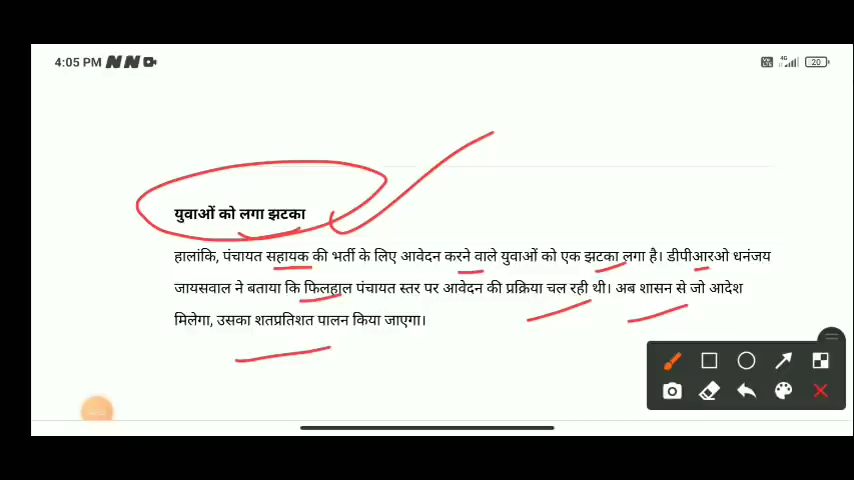 4:05 PM
4G
20
युवाओं को लगा झटका
हालांकि, पंचायत सहायक की भर्ती के लिए आवेदन करने वाले युवाओं को एक झटका लगा है। डीपीआरओ धनंजय
जायसवाल ने बताया कि फिलहाल पंचायत स्तर पर आवेदन की प्रक्रिया चल रही थी। अब शासन से जो आदेश
मिलेगा, उसका शतप्रतिशत पालन किया जाएगा।